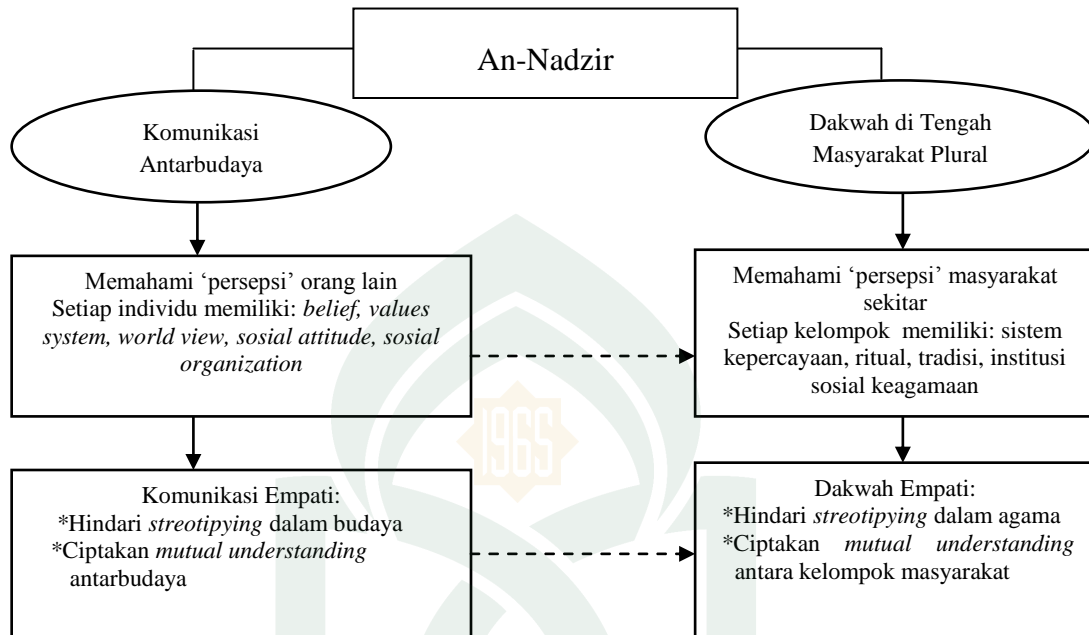 An-Nadzir
Komunikasi
Antarbudaya
Dakwah di Tengah
Masyarakat Plural
Memahami ‘persepsi’ orang lain
Setiap individu memiliki: belief, values
system, world view, sosial attitude, sosial
organization
Memahami ‘persepsi’ masyarakat
sekitar
Setiap kelompok memiliki: sistem
kepercayaan, ritual, tradisi, institusi
sosial keagamaan
1965
Komunikasi Empati:
*Hindari streotipying dalam budaya
*Ciptakan mutual understanding
antarbudaya
Dakwah Empati:
*Hindari streotipying dalam agama
*Ciptakan mutual understanding
antara kelompok masyarakat